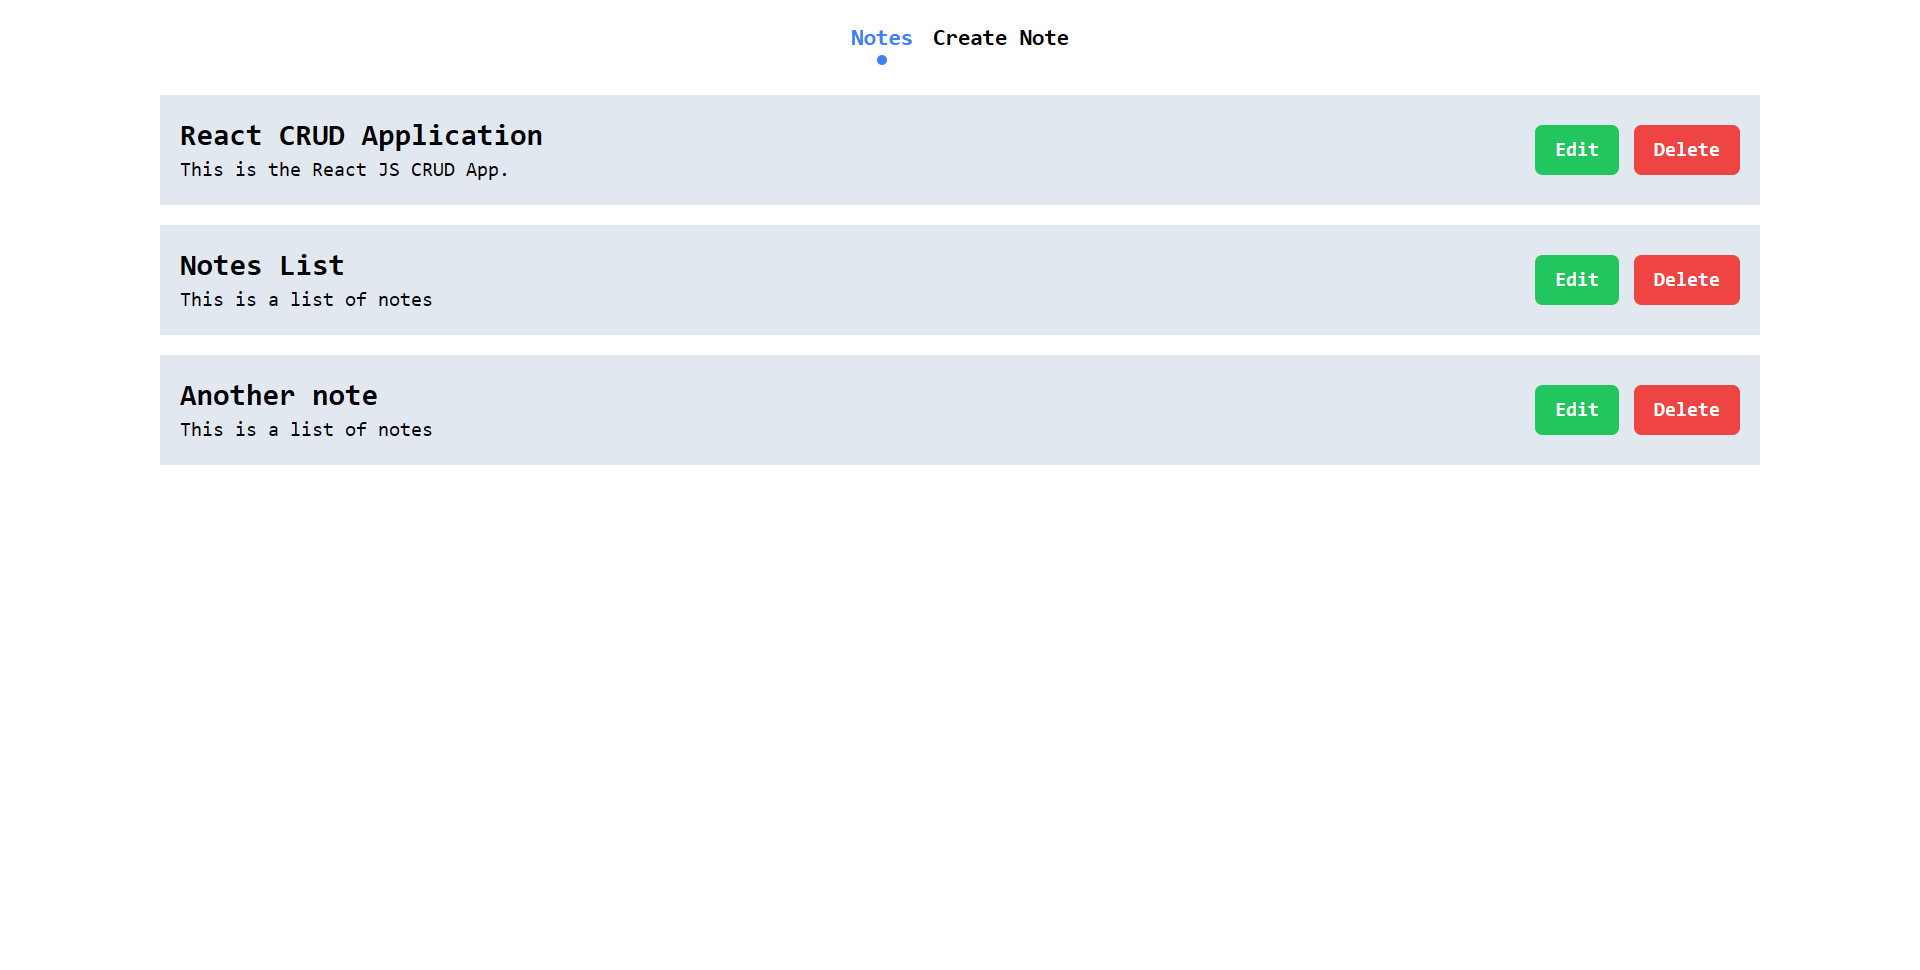 Notes Create Note
React CRUD Application
This is the React JS CRUD App.
Edit Delete
Notes List
This is a list of notes
Edit Delete
Another note
This is a list of notes
Edit Delete